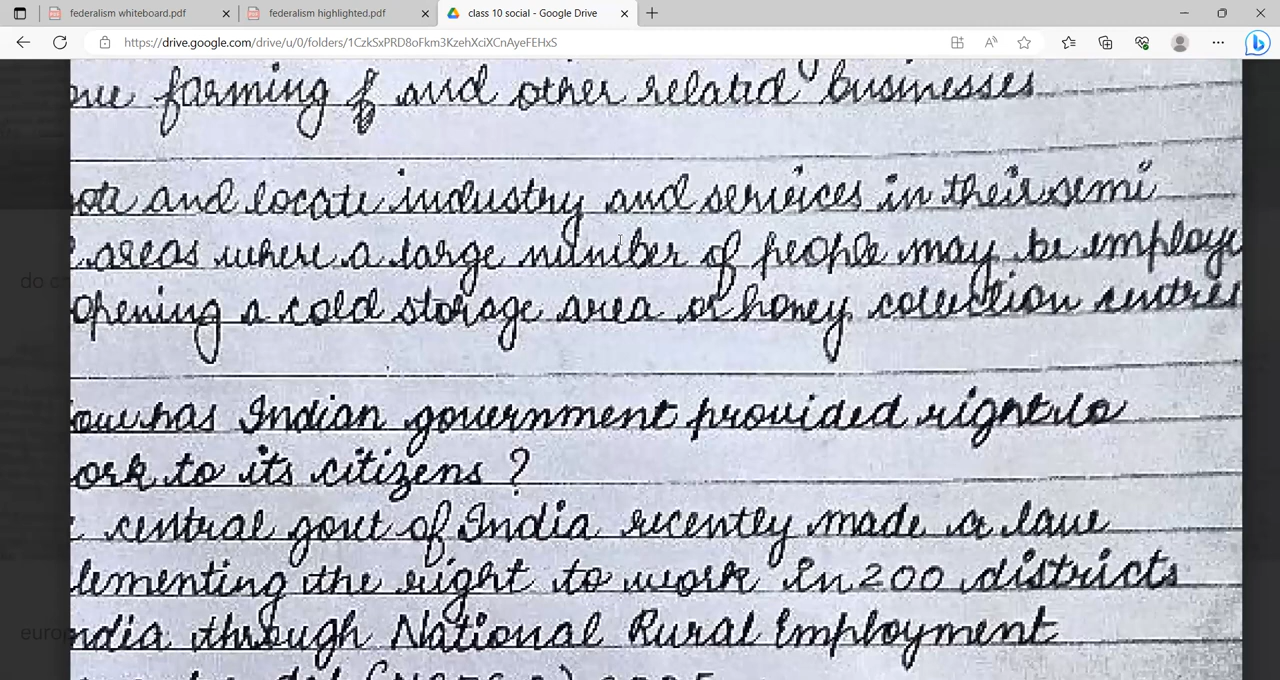 federalism whiteboard.pdf
federalism highlighted.pdf
class 10 social - Google Drive
https://drive.google.com/drive/u/0/folders/1CzkSxPRD8oFkm3KzehXciXCnAyeFEHxS
farming of and other related businesses
and locate industry and services in their semi
areas where a large number of people may be employe
opening a cold storage area or honey collection centres
has Indian government provided right to
ork to its citizens ?
central govt of India recently made a law
lementing the right to work in 200 districts
ndia through National Rural Employment
do c
europ